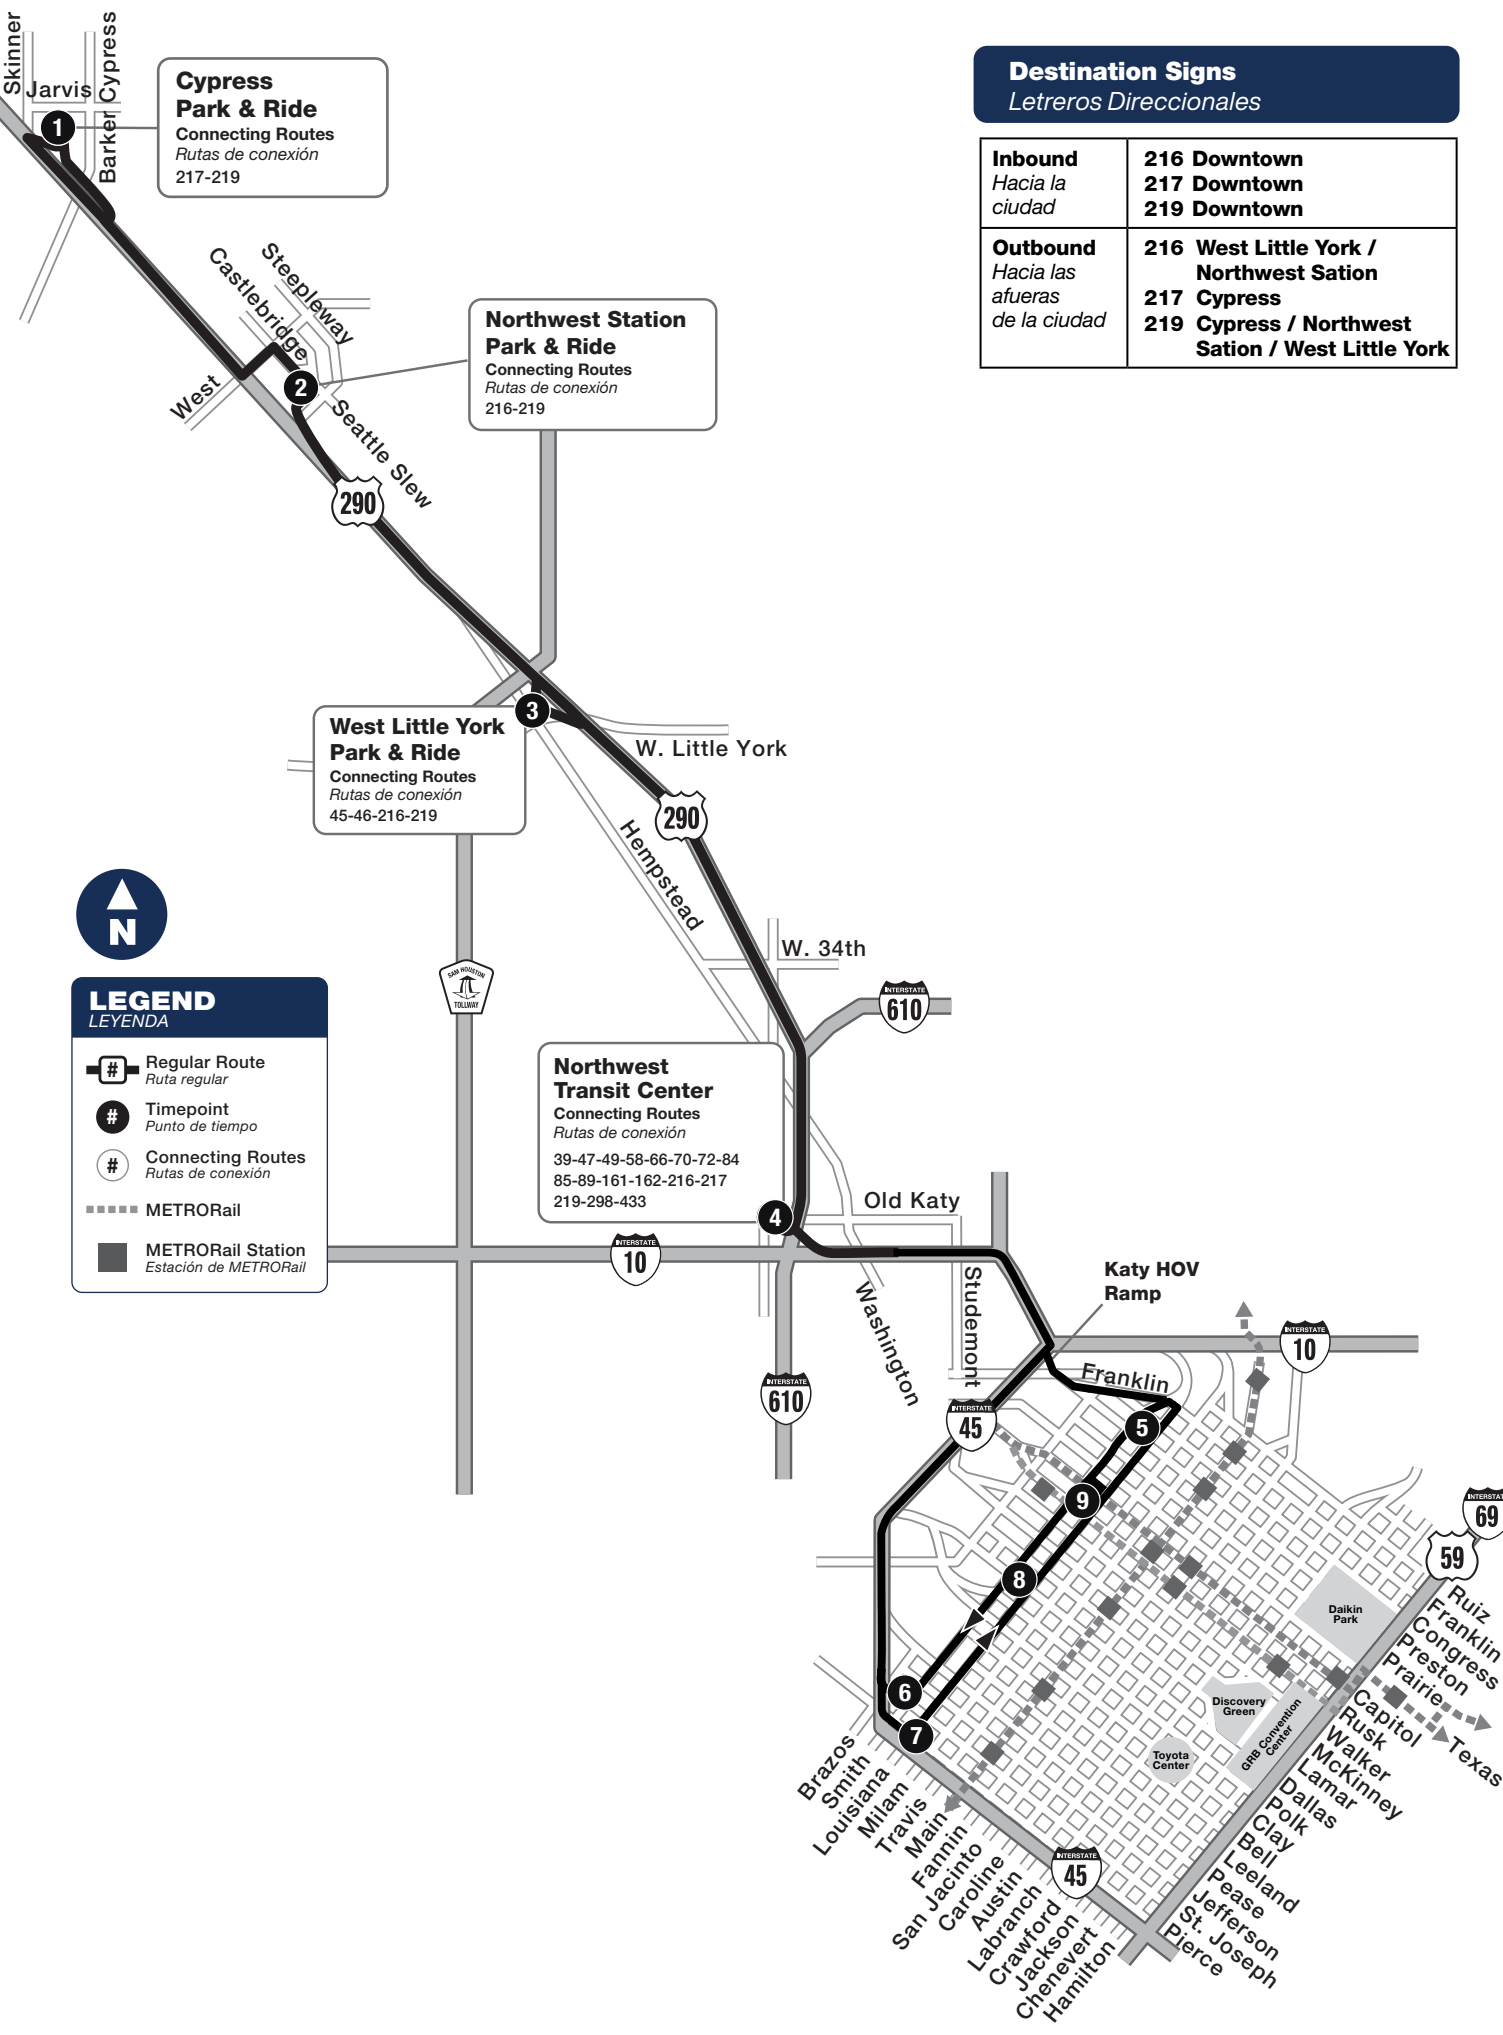 Skinner
Jarvis
Barker Cypress
1
Cypress
Park & Ride
Connecting Routes
Rutas de conexión
217-219
Destination Signs
Letreros Direccionales
Inbound
Hacia la
ciudad
216 Downtown
217 Downtown
219 Downtown
Outbound
Hacia las
afueras
de la ciudad
216 West Little York /
Northwest Sation
217 Cypress
219 Cypress / Northwest
Sation / West Little York
Steepleway
Castlebridge
West
2
Seattle Slew
Northwest Station
Park & Ride
Connecting Routes
Rutas de conexión
216-219
290
3
West Little York
Park & Ride
Connecting Routes
Rutas de conexión
45-46-216-219
W. Little York
290
Hempstead
W. 34th
INTERSTATE
610
SAM HOUSTON
TOLLWAY
N
LEGEND
LEYENDA
#
Regular Route
Ruta regular
#
Timepoint
Punto de tiempo
#
Connecting Routes
Rutas de conexión
METRORail
METRORail Station
Estación de METRORail
Northwest
Transit Center
Connecting Routes
Rutas de conexión
39-47-49-58-66-70-72-84
85-89-161-162-216-217
219-298-433
4
Old Katy
INTERSTATE
10
Studemont
Washington
Katy HOV
Ramp
INTERSTATE
10
INTERSTATE
610
Franklin
INTERSTATE
45
5
9
8
6
7
INTERSTATE
69
59
Daikin
Park
Discovery
Green
GRB Convention
Center
Toyota
Center
Ruiz
Franklin
Congress
Preston
Prairie
Texas
Capitol
Rusk
Walker
McKinney
Lamar
Dallas
Polk
Clay
Bell
Leeland
Pease
Jefferson
St. Joseph
Pierce
INTERSTATE
45
Brazos
Smith
Louisiana
Milam
Travis
Main
Fannin
San Jacinto
Caroline
Austin
Labranch
Crawford
Jackson
Chenevert
Hamilton